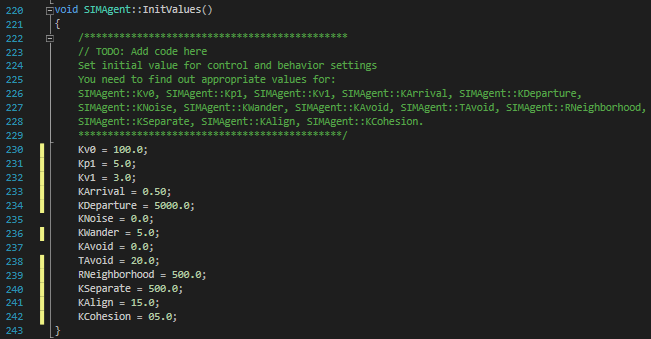 220 void SIMAgent::InitValues()
221 {
222 /*********************************************
223 // TODO: Add code here
224 Set initial value for control and behavior settings
225 You need to find out appropriate values for:
226 SIMAgent::Kv0, SIMAgent::Kp1, SIMAgent::Kv1, SIMAgent::KArrival, SIMAgent::KDeparture,
227 SIMAgent::KNoise, SIMAgent::KWander, SIMAgent::KAvoid, SIMAgent::TAvoid, SIMAgent::RNeighborhood,
228 SIMAgent::KSeparate, SIMAgent::KAlign, SIMAgent::KCohesion.
229 *********************************************/
230 Kv0 = 100.0;
231 Kp1 = 5.0;
232 Kv1 = 3.0;
233 KArrival = 0.50;
234 KDeparture = 5000.0;
235 KNoise = 0.0;
236 KWander = 5.0;
237 KAvoid = 0.0;
238 TAvoid = 20.0;
239 RNeighborhood = 500.0;
240 KSeparate = 500.0;
241 KAlign = 15.0;
242 KCohesion = 05.0;
243 }